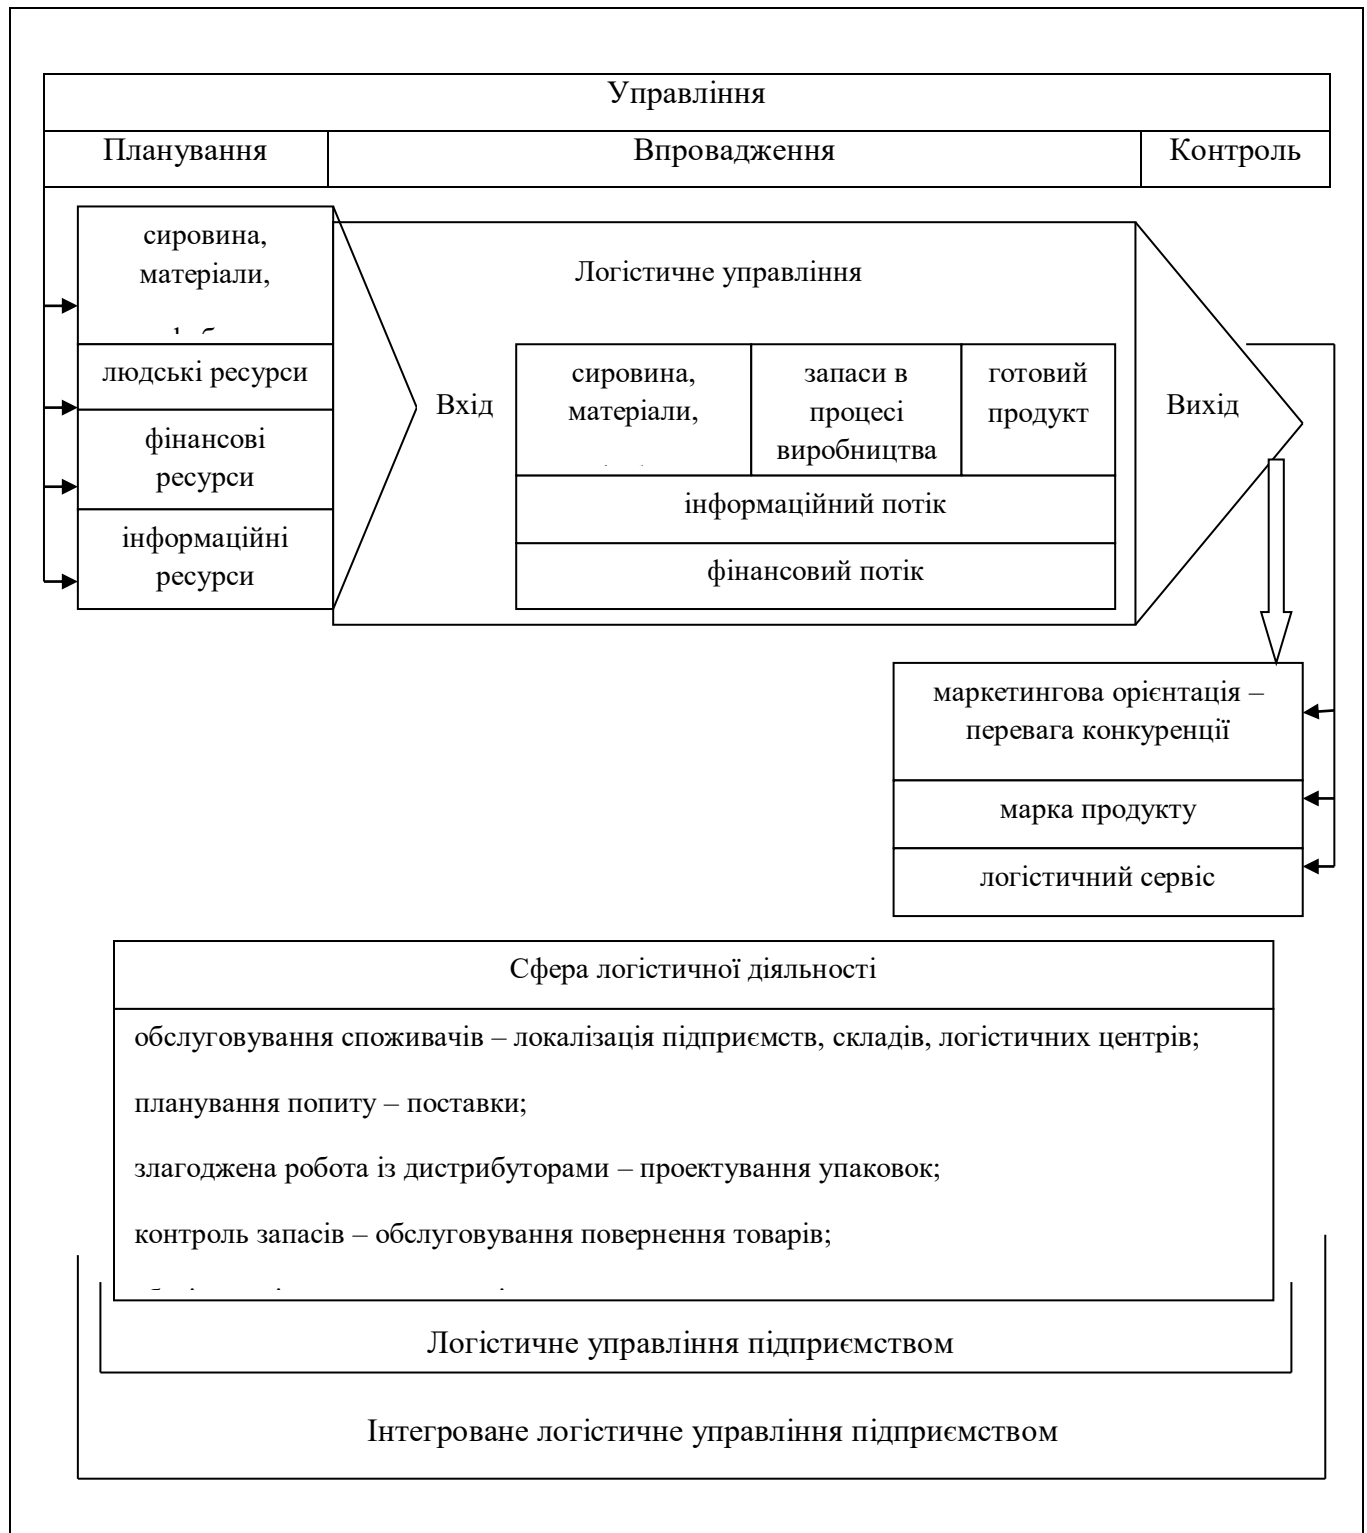 Управління
Планування
Впровадження
Контроль
сировина,
матеріали,
людські ресурси
фінансові
ресурси
інформаційні
ресурси
Логістичне управління
Вхід
сировина,
матеріали,
запаси в
процесі
виробництва
готовий
продукт
інформаційний потік
фінансовий потік
Вихід
маркетингова орієнтація –
перевага конкуренції
марка продукту
логістичний сервіс
Сфера логістичної діяльності
обслуговування споживачів – локалізація підприємств, складів, логістичних центрів;
планування попиту – поставки;
злагоджена робота із дистрибуторами – проектування упаковок;
контроль запасів – обслуговування повернення товарів;
Логістичне управління підприємством
Інтегроване логістичне управління підприємством